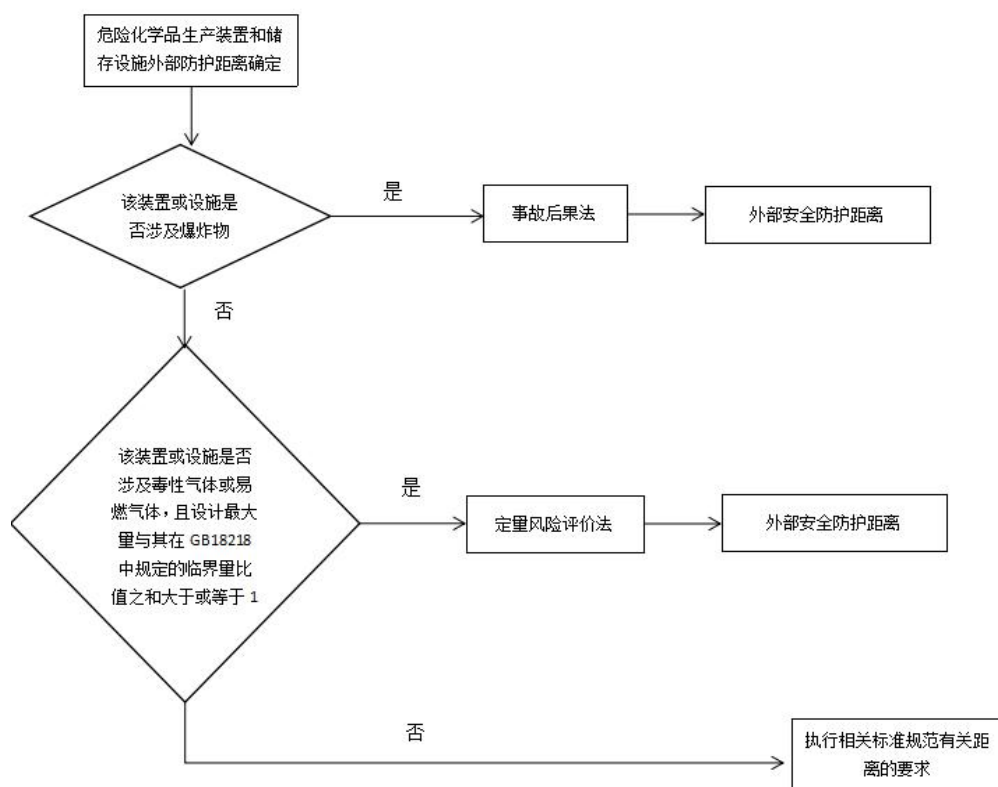 危险化学品生产装置和储
存设施外部防护距离确定
该装置或设施是
否涉及爆炸物
是
事故后果法
外部安全防护距离
否
该装置或设施是否
涉及毒性气体或易
燃气体，且设计最大
量与其在 GB18218
中规定的临界量比
值之和大于或等于 1
是
定量风险评价法
外部安全防护距离
否
执行相关标准规范有关距
离的要求